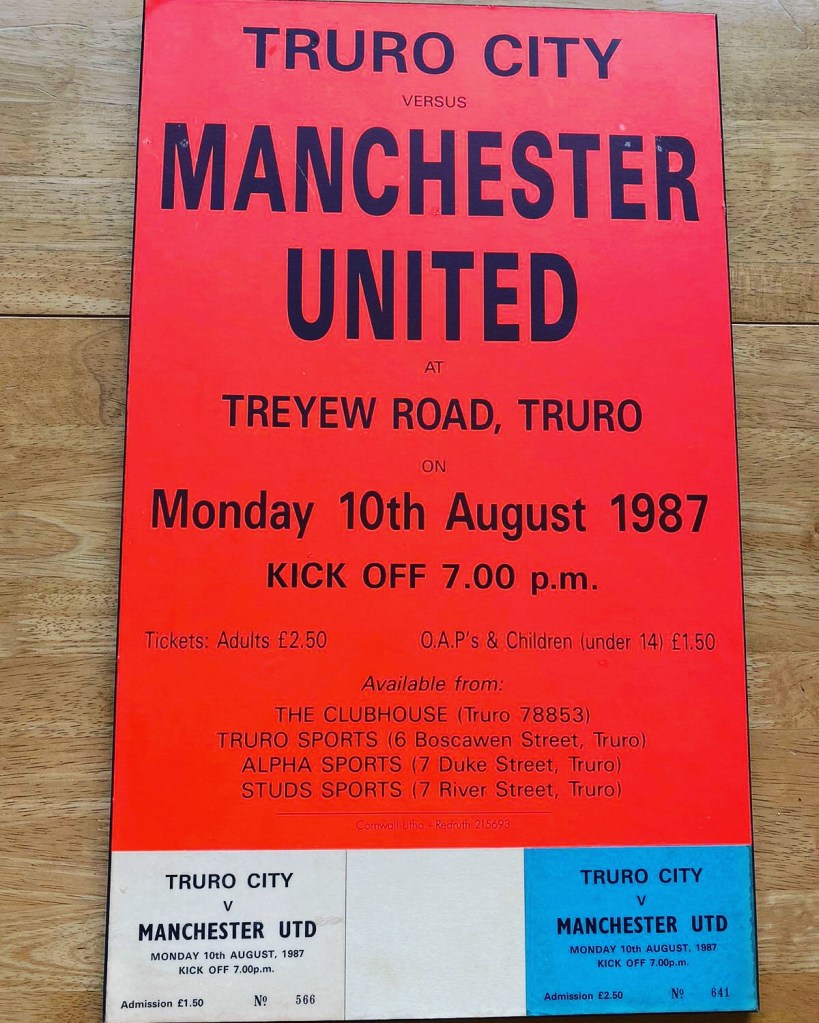 TRURO CITY
VERSUS
MANCHESTER
UNITED
AT
TREYEW ROAD, TRURO
ON
Monday 10th August 1987
KICK OFF 7.00 p.m.
Tickets: Adults £2.50 O.A.P's & Children (under 14) £1.50
Available from:
THE CLUBHOUSE (Truro 78853)
TRURO SPORTS (6 Boscawen Street, Truro)
ALPHA SPORTS (7 Duke Street, Truro)
STUDS SPORTS (7 River Street, Truro)
Cornwall Litho - Redruth 215693
TRURO CITY
V
MANCHESTER UTD
MONDAY 10th AUGUST, 1987
KICK OFF 7.00p.m.
Admission £1.50 Nº 566
TRURO CITY
V
MANCHESTER UTD
MONDAY 10th AUGUST, 1987
KICK OFF 7.00p.m.
Admission £2.50 Nº 641